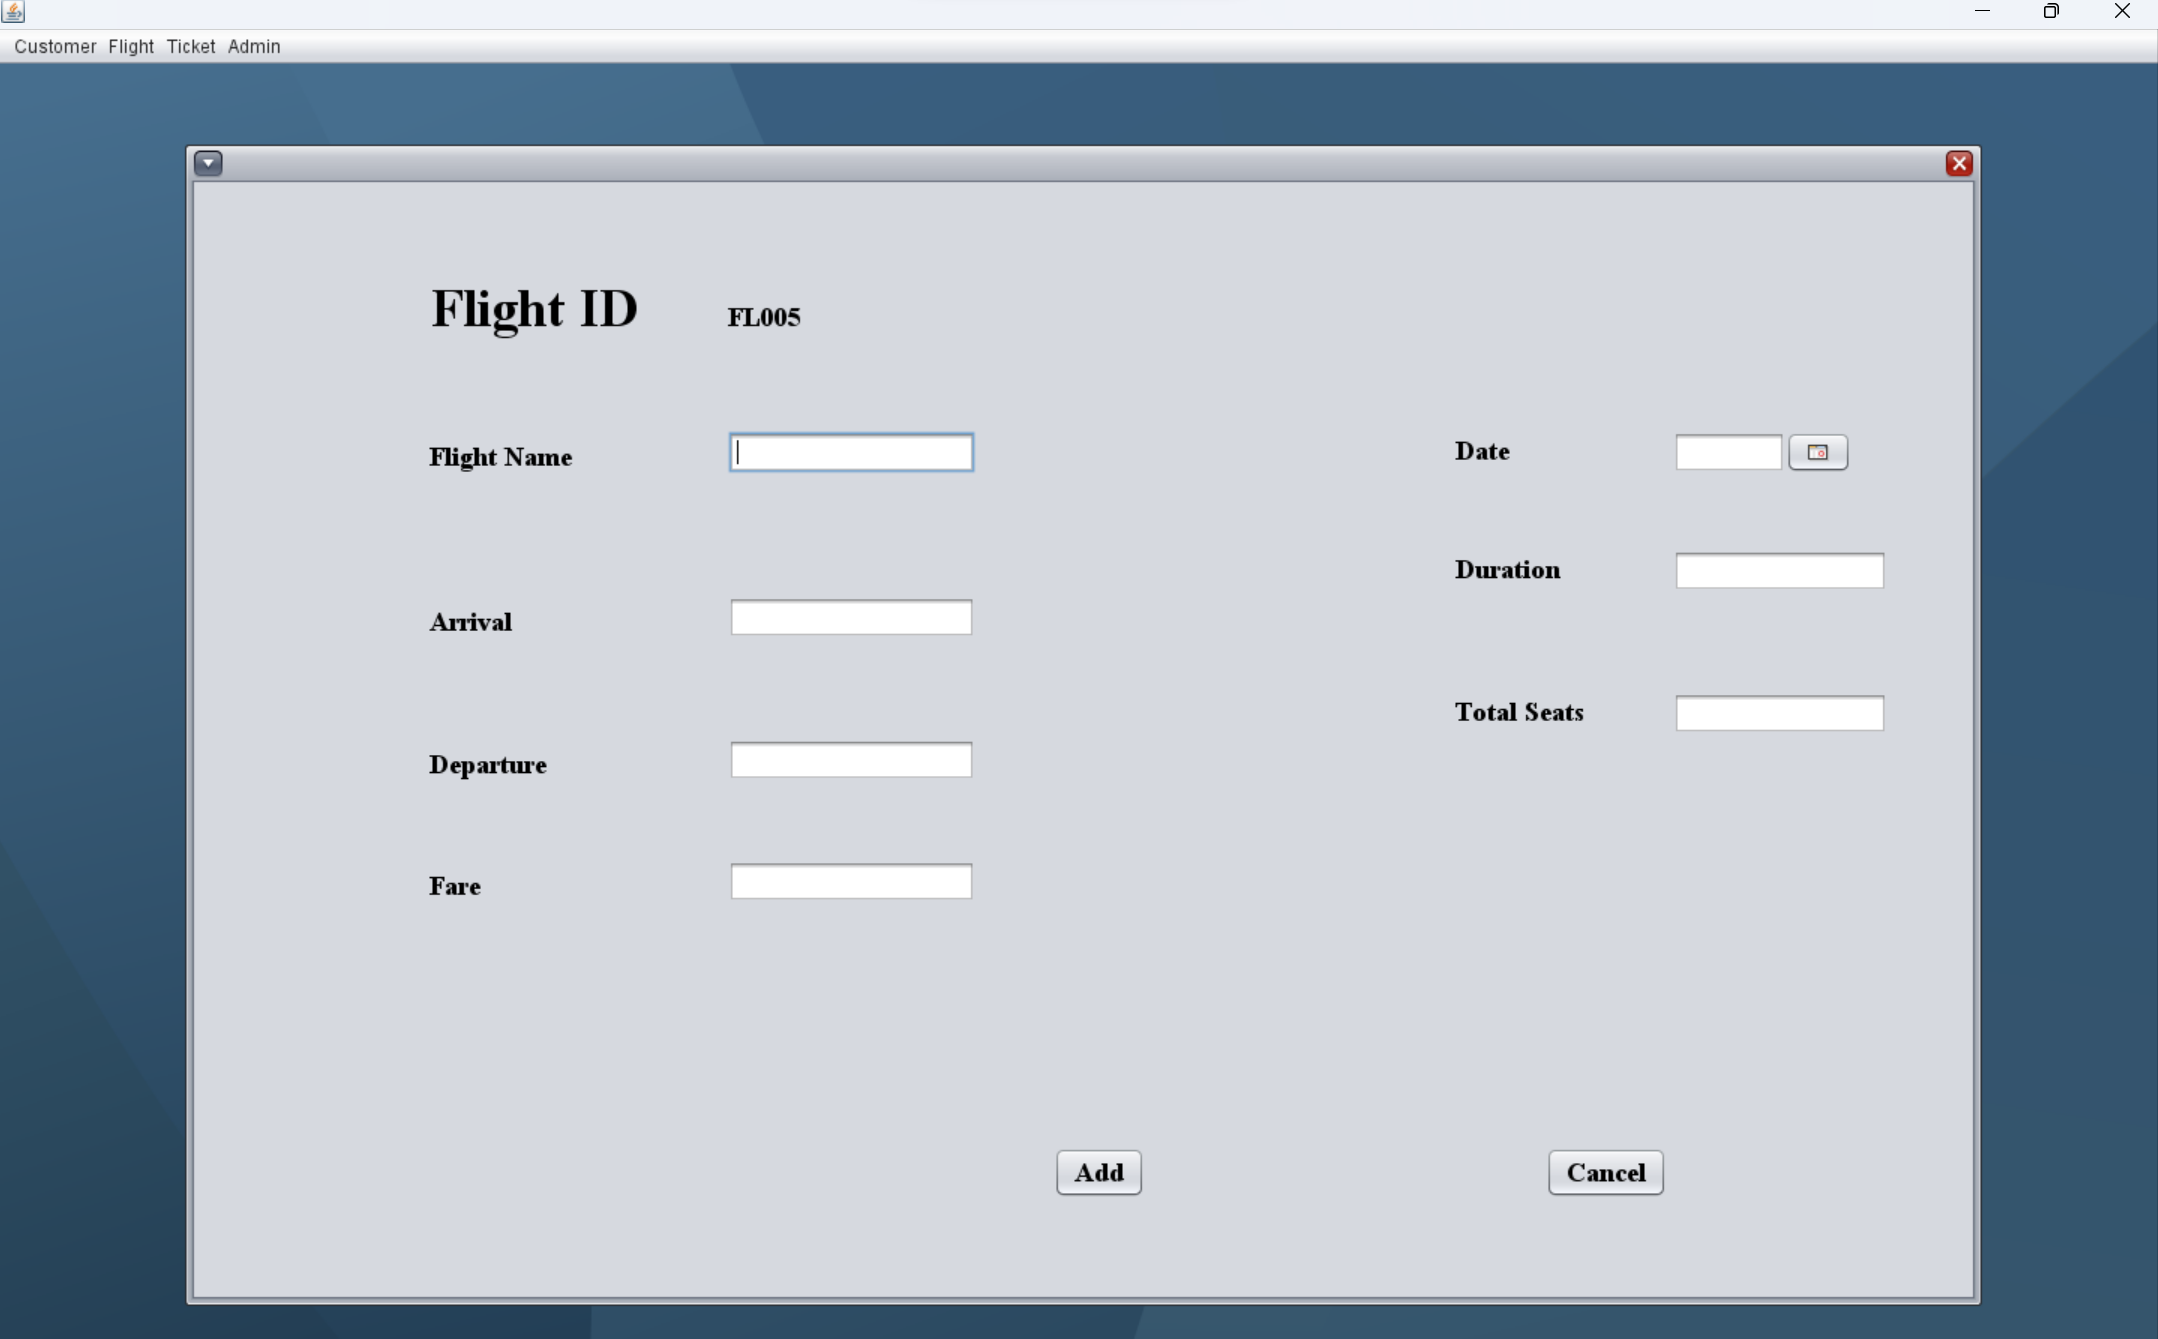 Customer Flight Ticket Admin
Flight ID FL005
Flight Name
Date
Arrival
Duration
Departure
Total Seats
Fare
Add
Cancel